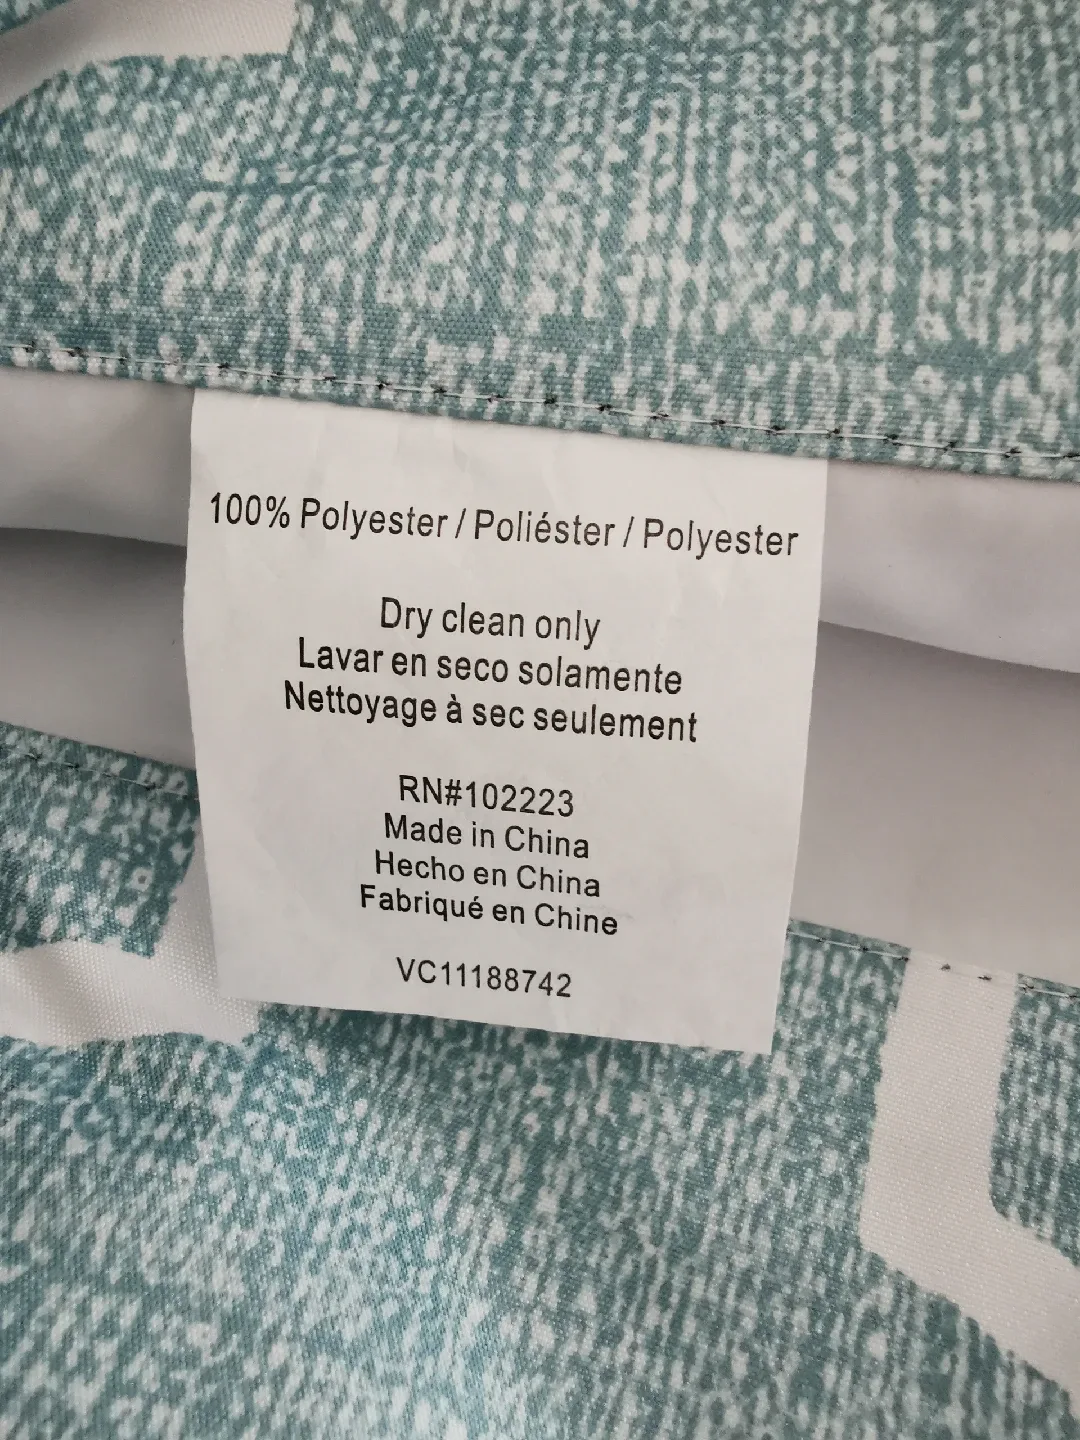 100% Polyester / Poliéster / Polyester
Dry clean only
Lavar en seco solamente
Nettoyage à sec seulement
RN#102223
Made in China
Hecho en China
Fabriqué en Chine
VC11188742